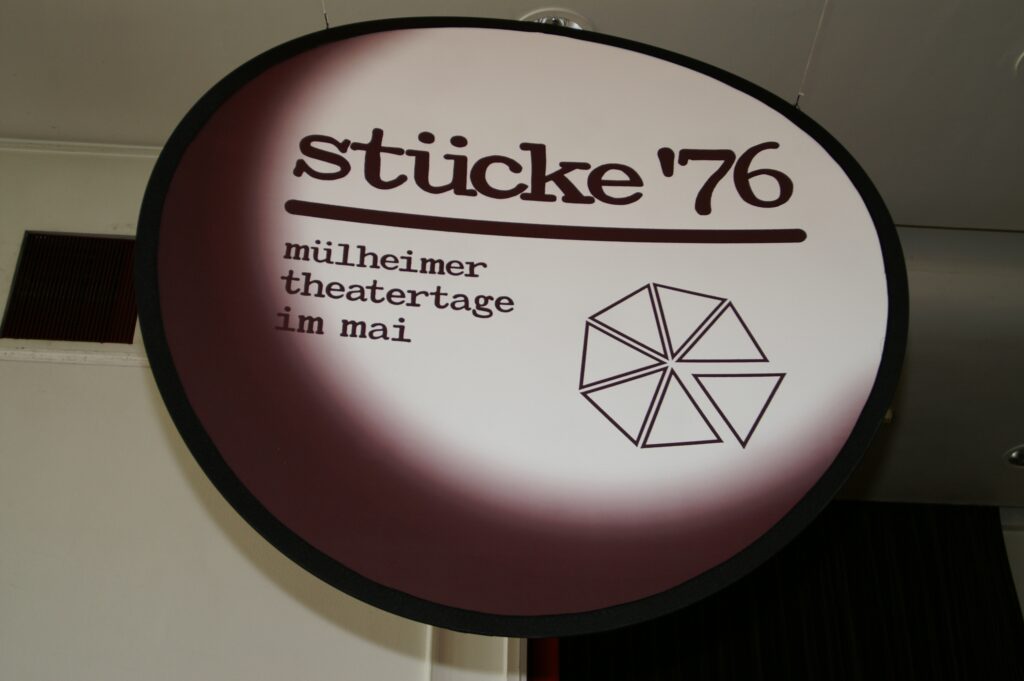 stücke '76
mülheimer
theatertage
im mai